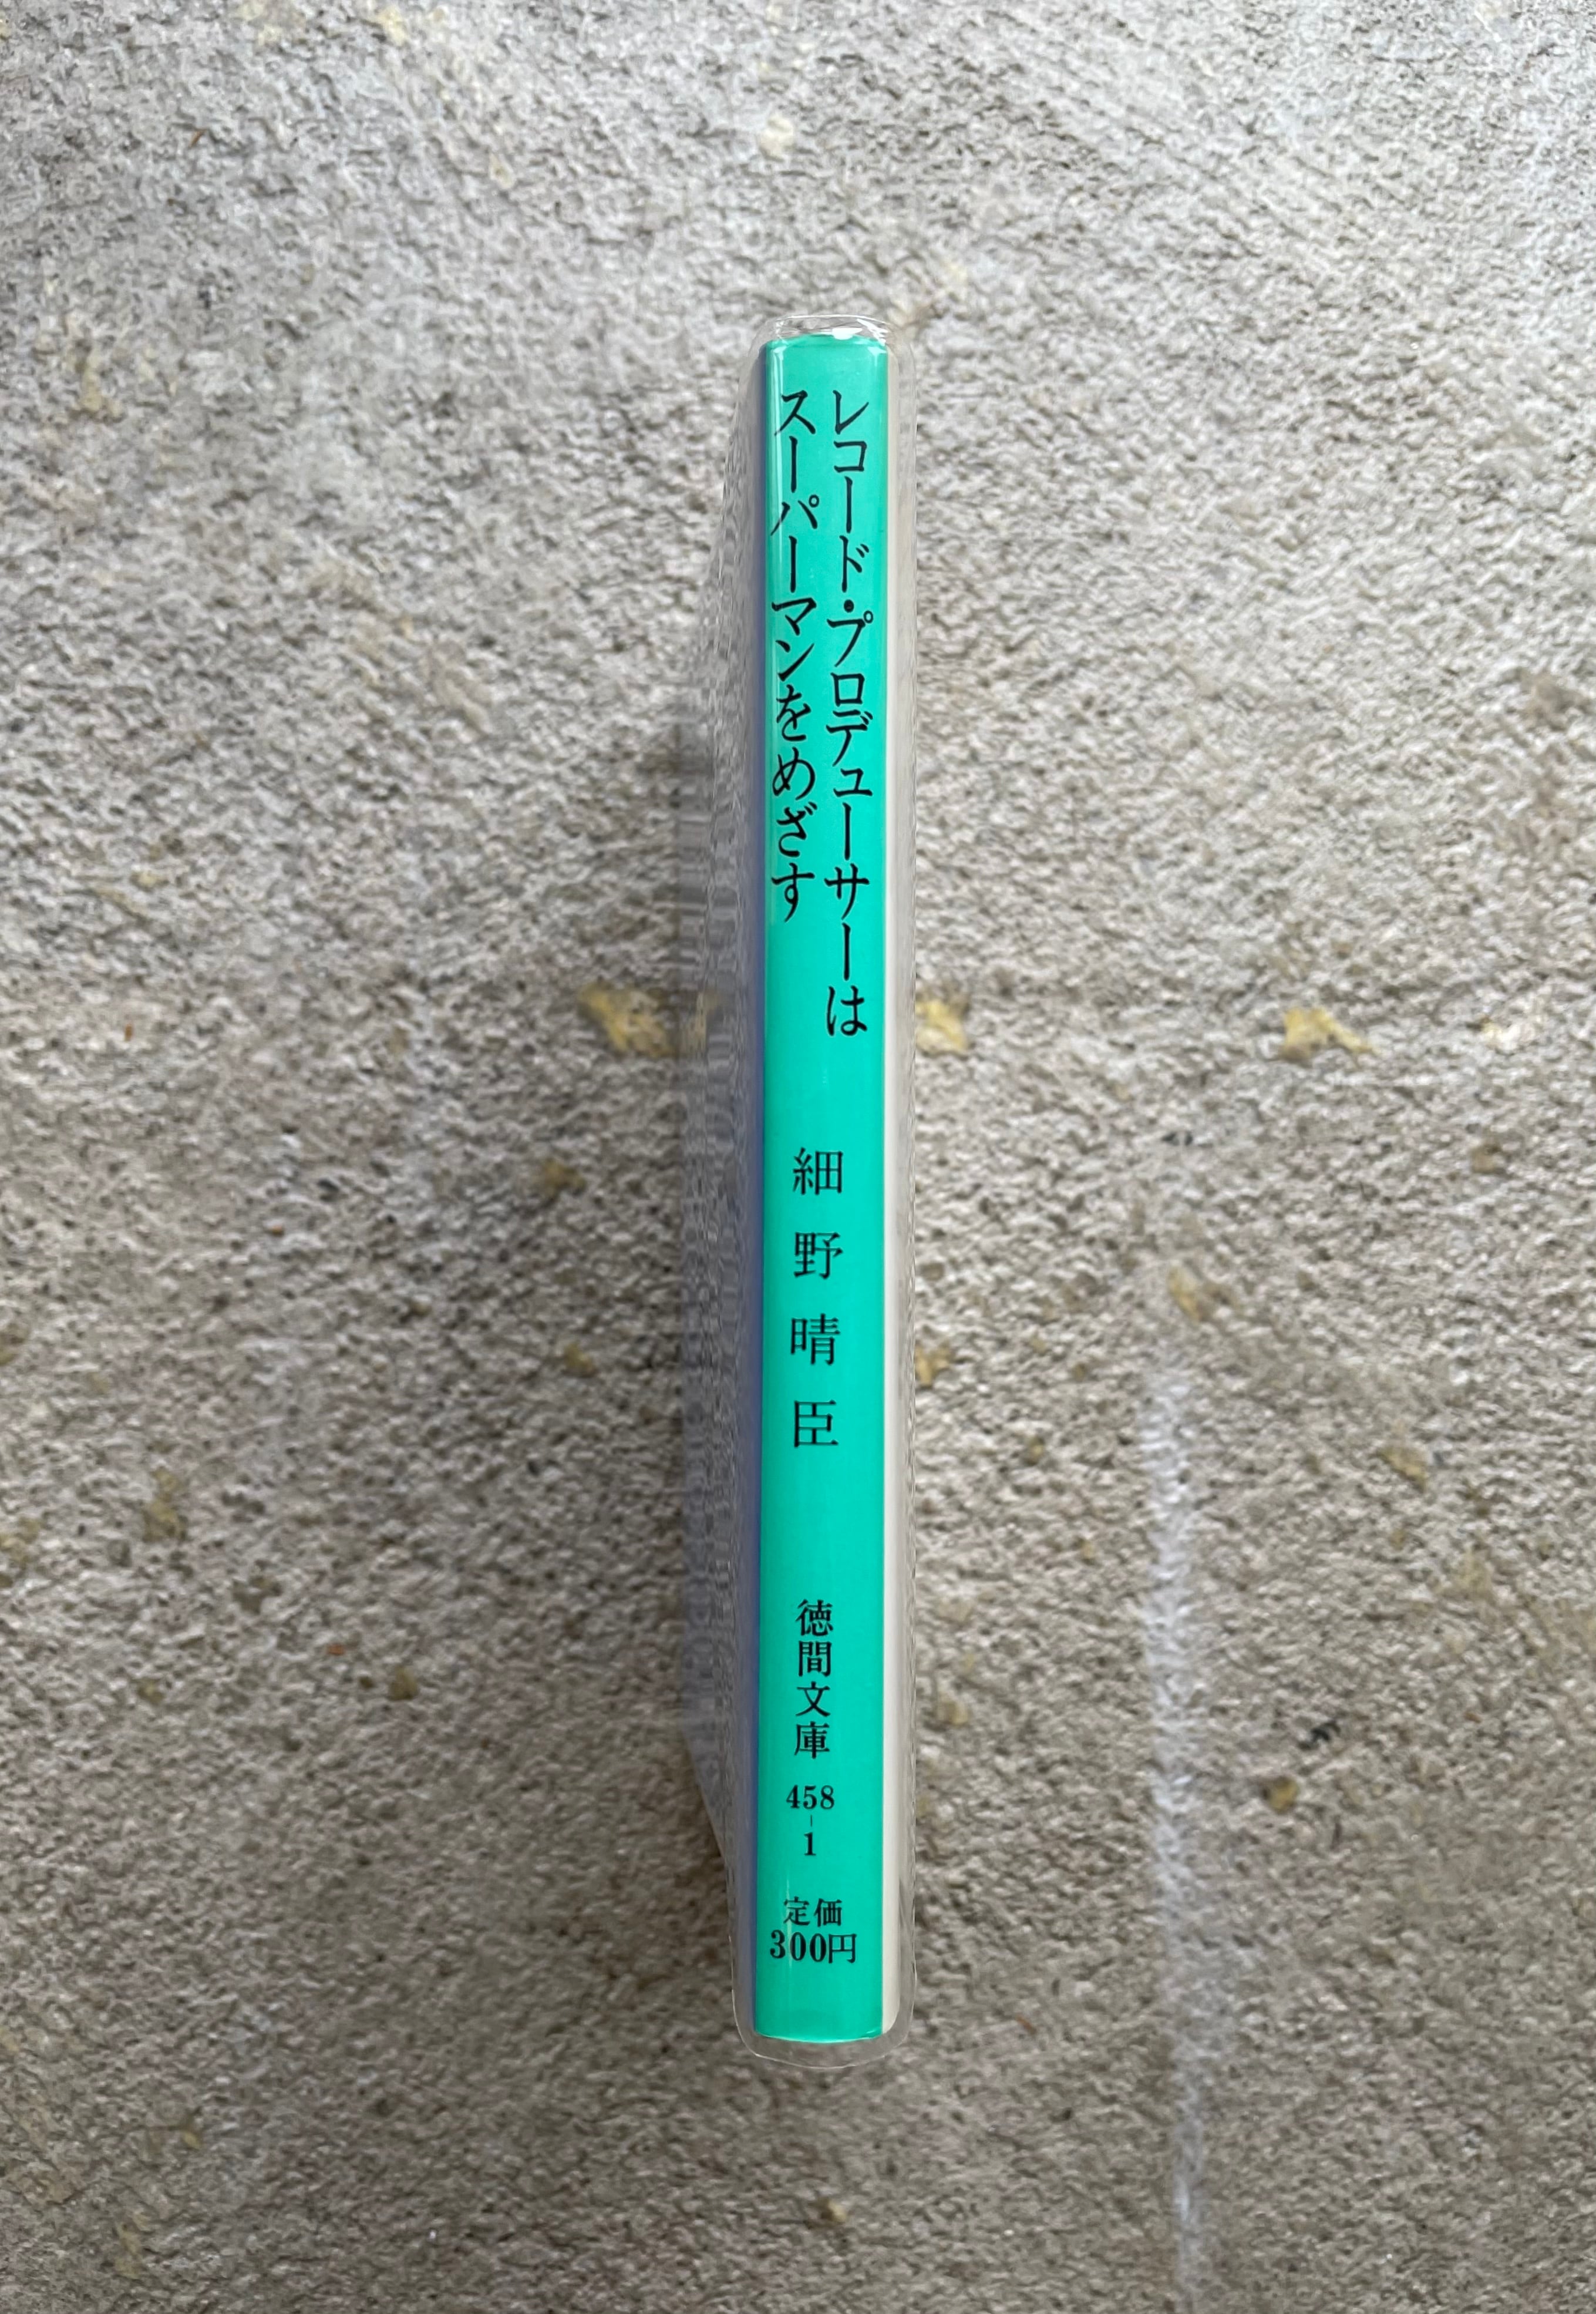 レコード・プロデューサーは
スーパーマンをめざす
細野晴臣
徳間文庫
458-1
定価
300円